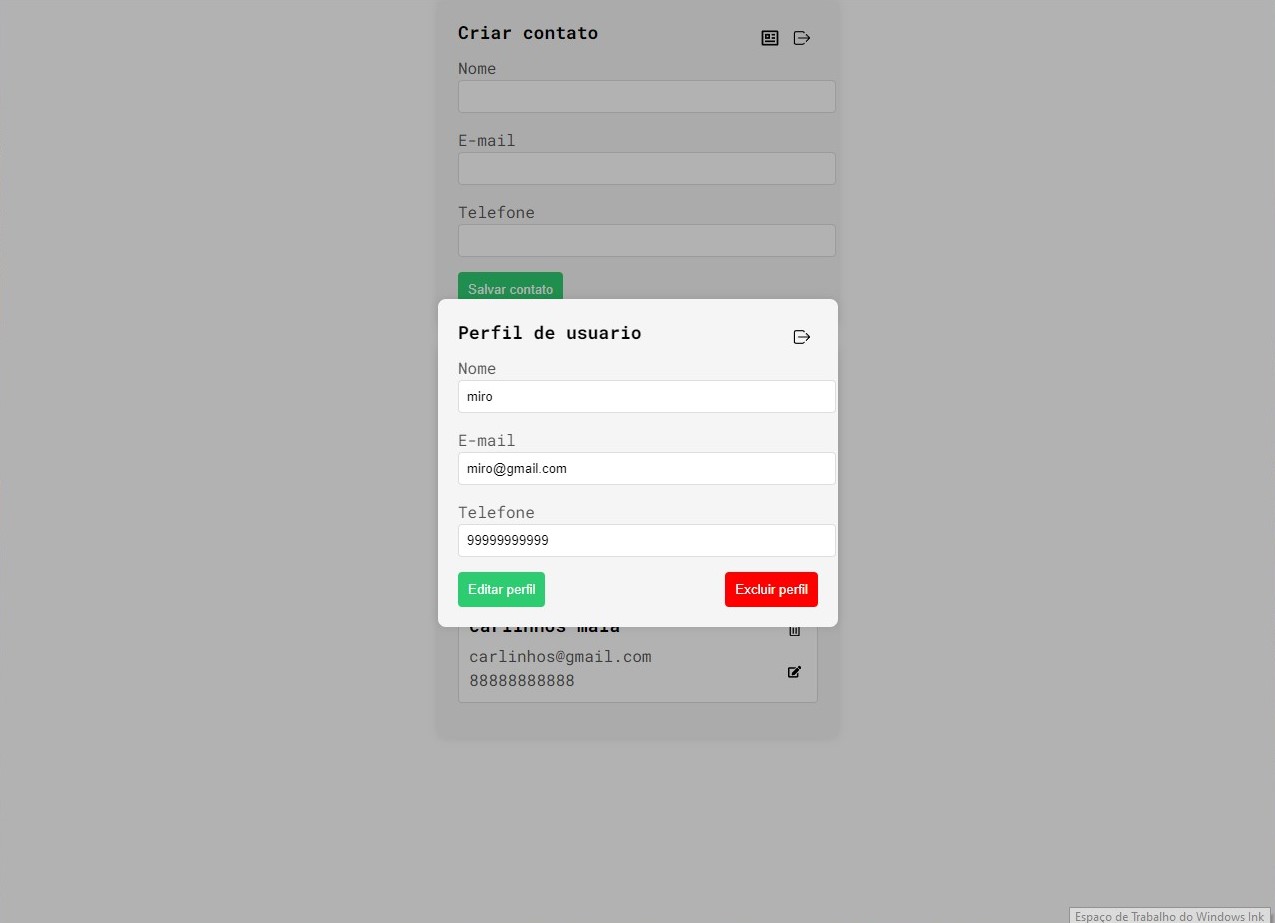 Criar contato
Nome
E-mail
Telefone
Salvar contato
Perfil de usuario
Nome
miro
E-mail
miro@gmail.com
Telefone
99999999999
Editar perfil
Excluir perfil
carlinhos maia
carlinhos@gmail.com
88888888888
Espaço de Trabalho do Windows Ink